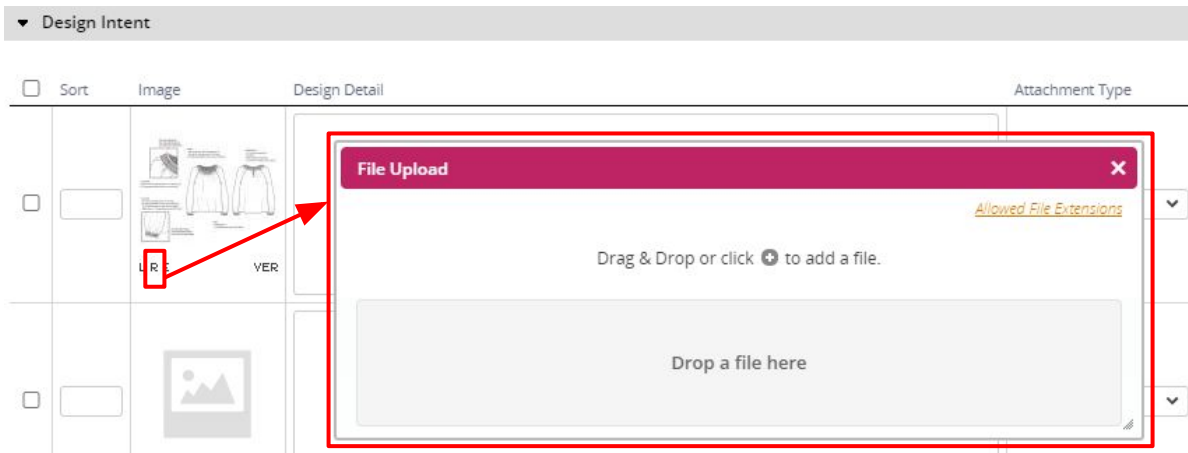 Design Intent
Sort Image Design Detail Attachment Type
File Upload
Allowed File Extensions
Drag & Drop or click to add a file.
L R E VER
Drop a file here